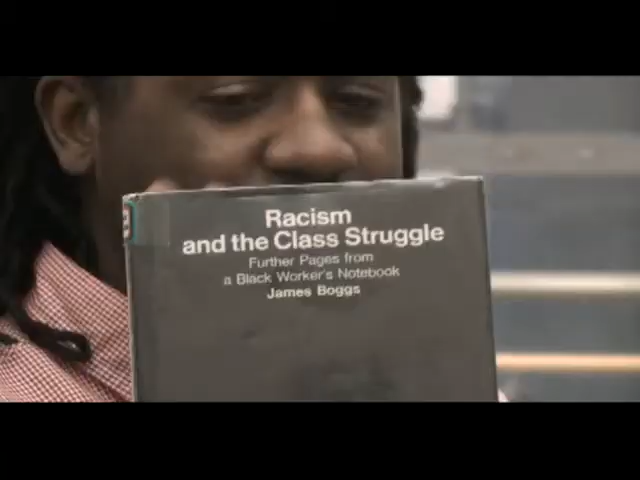 Racism
and the Class Struggle
Further Pages from
a Black Worker's Notebook
James Boggs